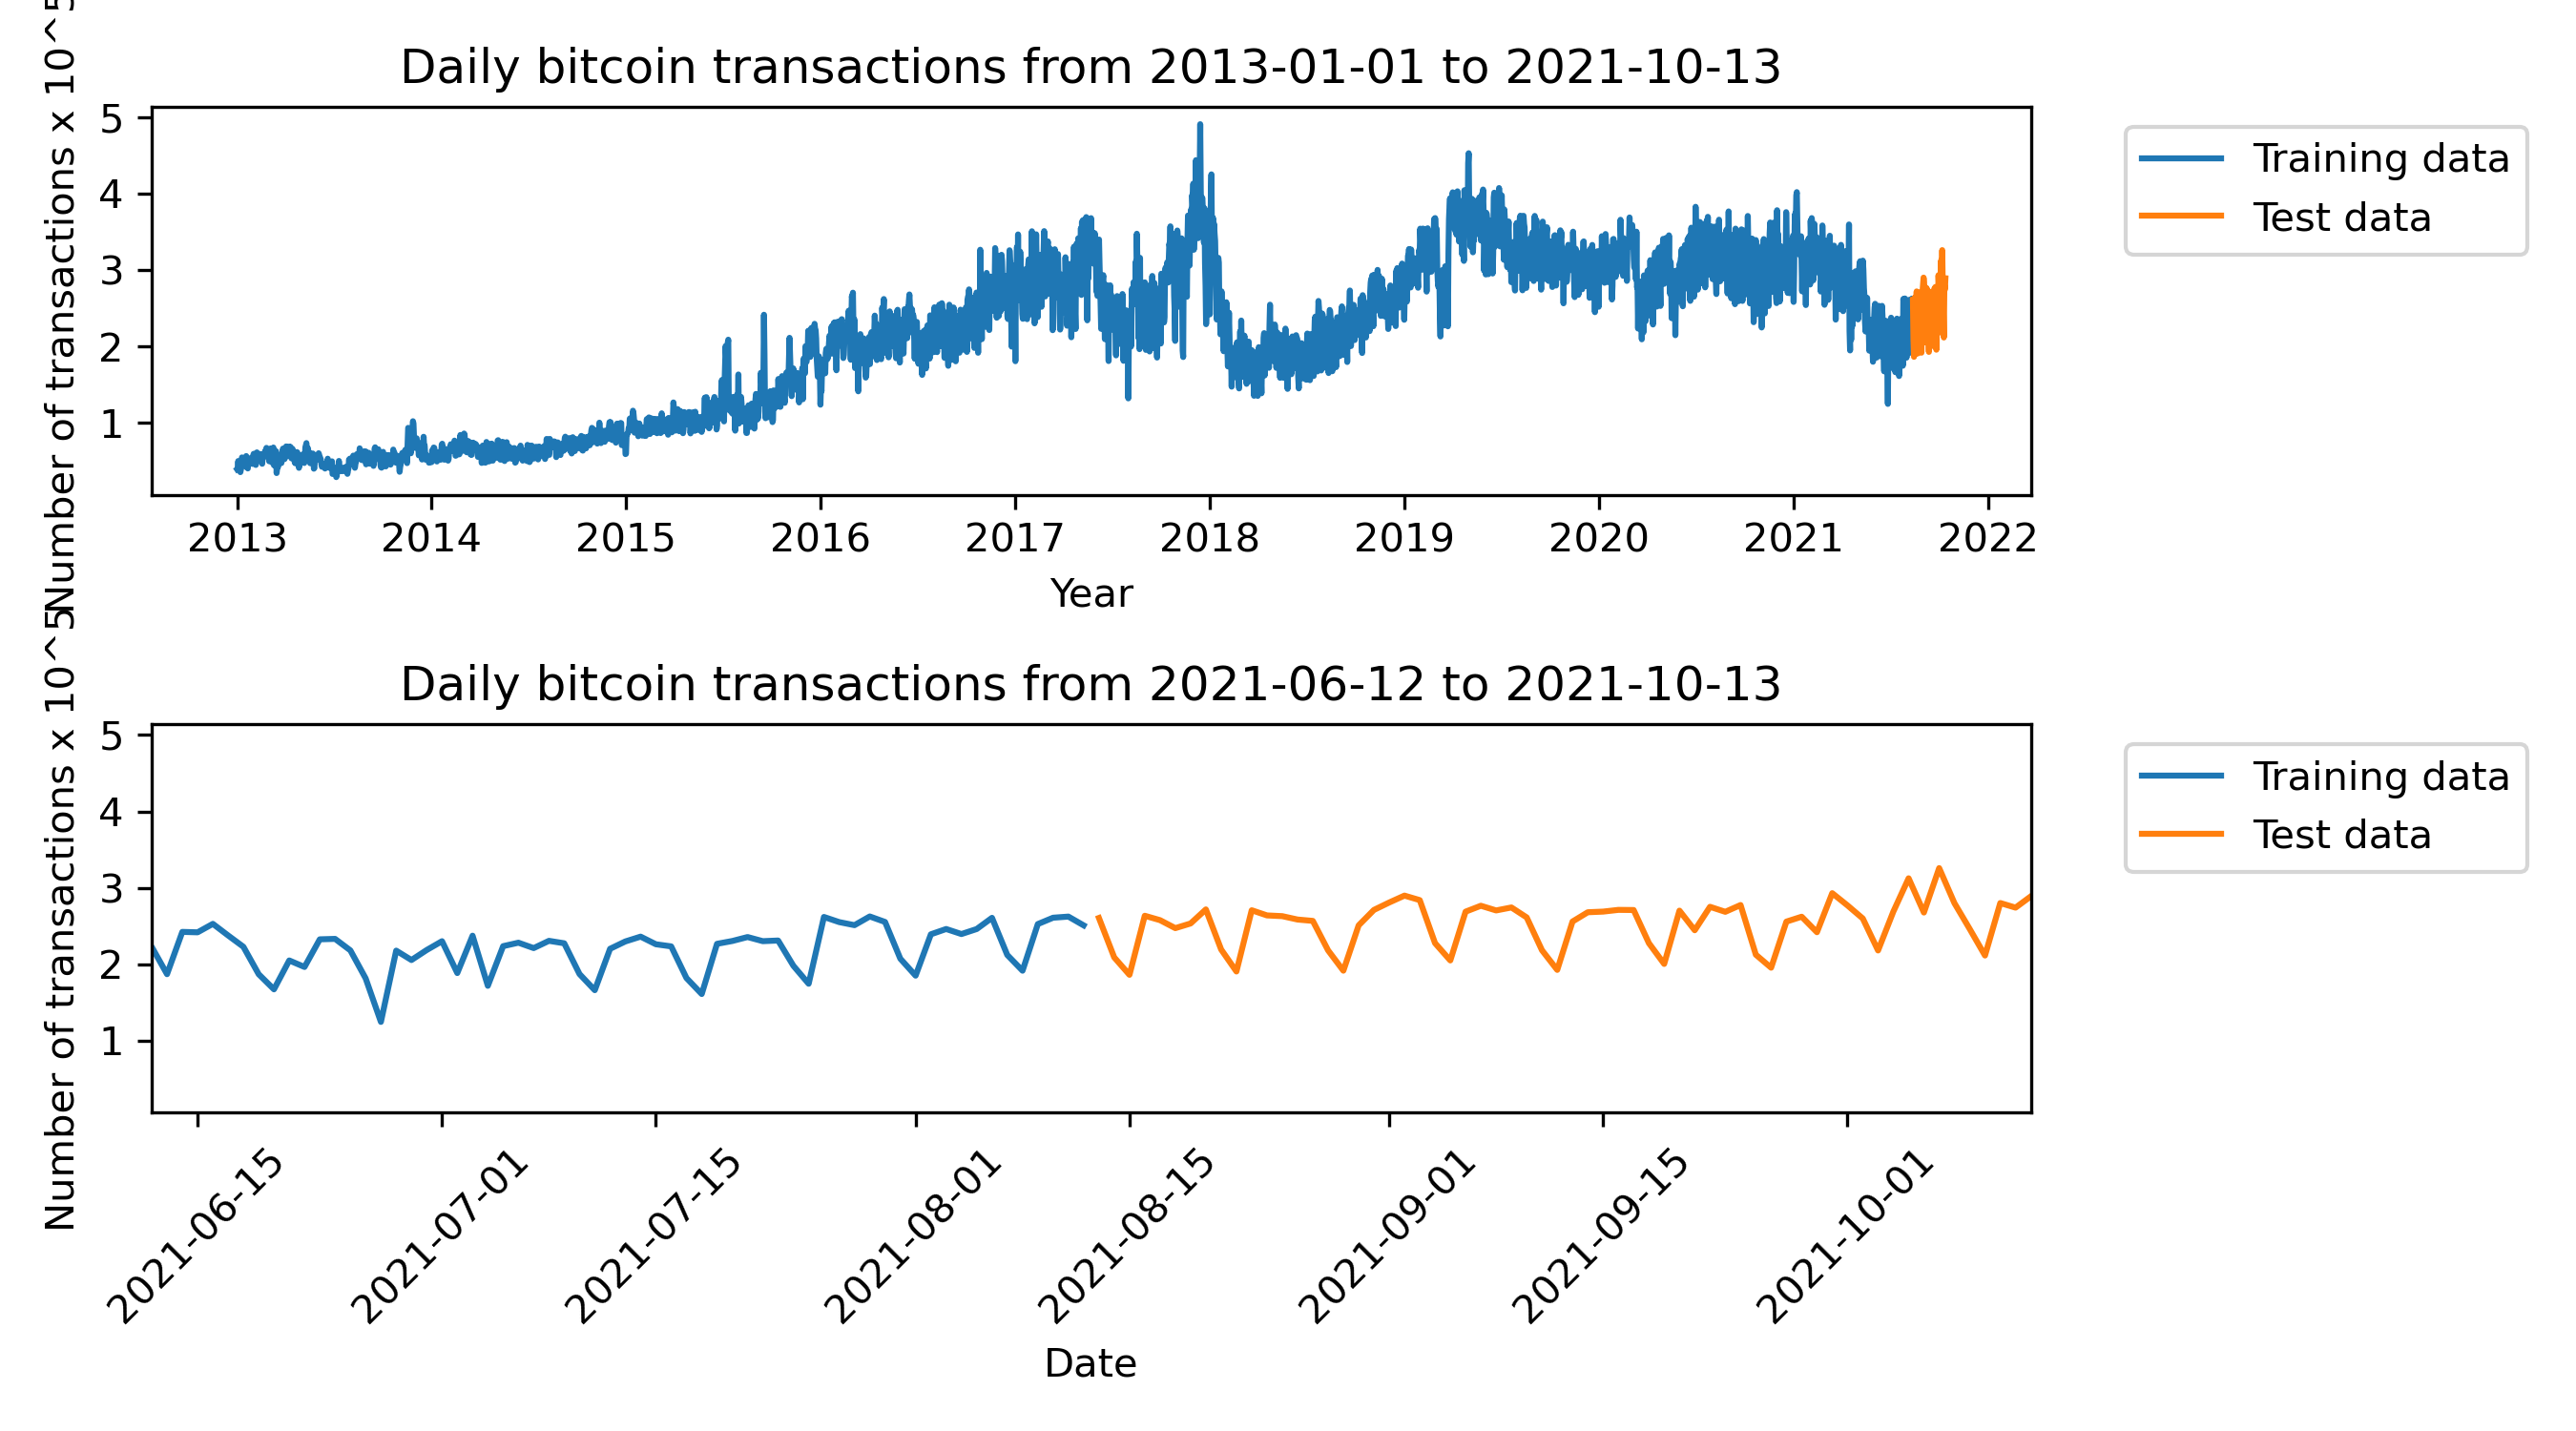 Daily bitcoin transactions from 2013-01-01 to 2021-10-13
Number of transactions x 10^5
5
4
3
2
1
2013 2014 2015 2016 2017 2018 2019 2020 2021 2022
Year
Training data
Test data
Daily bitcoin transactions from 2021-06-12 to 2021-10-13
Number of transactions x 10^5
5
4
3
2
1
2021-06-15 2021-07-01 2021-07-15 2021-08-01 2021-08-15 2021-09-01 2021-09-15 2021-10-01
Date
Training data
Test data